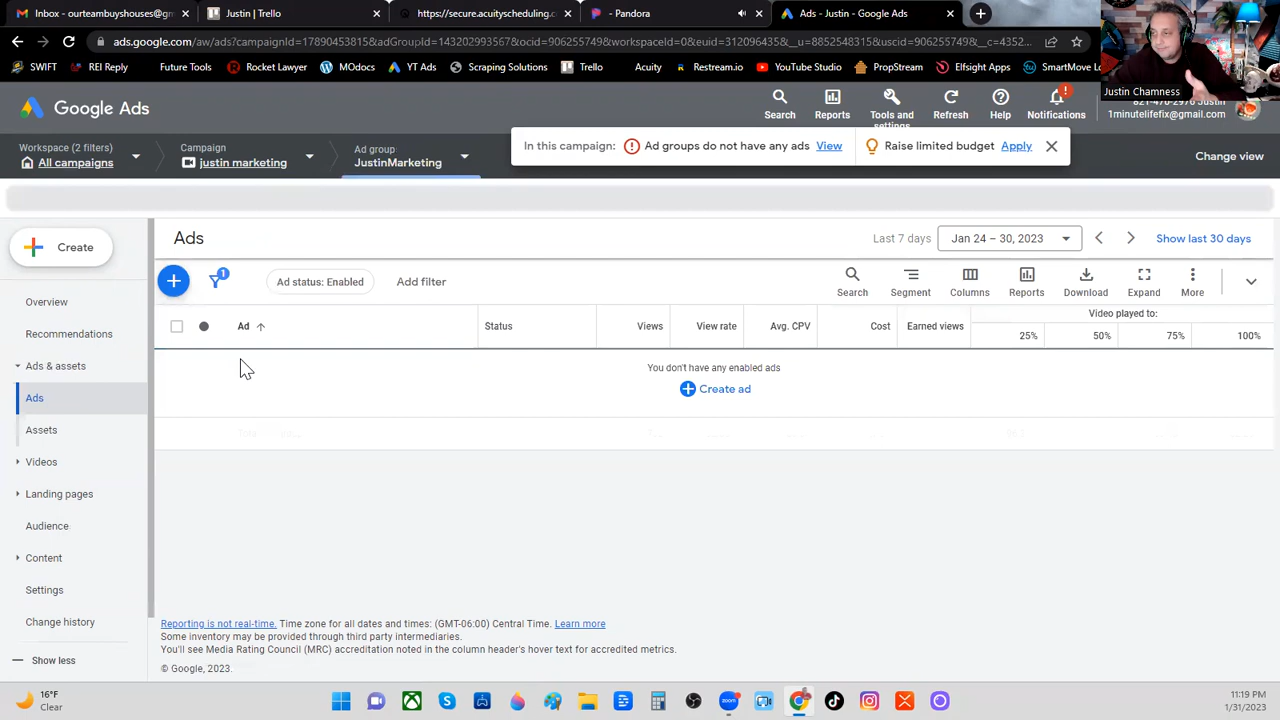 Inbox - ourteambuyshouses@gm
Justin | Trello
https://secure.acuityscheduling.c
- Pandora
Ads - Justin - Google Ads
ads.google.com/aw/ads?campaignId=17890453815&adGroupId=143202993567&ocid=906255749&workspaceId=0&euid=312096435&__u=8852548315&uscid=906255749&__c=4352...
SWIFT
REI Reply
Future Tools
Rocket Lawyer
MOdocs
YT Ads
Scraping Solutions
Trello
Acuity
Restream.io
YouTube Studio
PropStream
Elfsight Apps
SmartMove Lo
Justin Chamness
Google Ads
Search
Reports
Tools and settings
Refresh
Help
Notifications
821-470-2976 Justin
1minutelifefix@gmail.com
Workspace (2 filters)
All campaigns
Campaign
justin marketing
Ad group:
JustinMarketing
In this campaign:
Ad groups do not have any ads View
Raise limited budget Apply
Change view
Create
Overview
Recommendations
Ads & assets
Ads
Assets
Videos
Landing pages
Audience
Content
Settings
Change history
Show less
Ads
Last 7 days
Jan 24 – 30, 2023
Show last 30 days
1
Ad status: Enabled
Add filter
Search
Segment
Columns
Reports
Download
Expand
More
Ad
Status
Views
View rate
Avg. CPV
Cost
Earned views
Video played to:
25%
50%
75%
100%
You don't have any enabled ads
Create ad
Reporting is not real-time. Time zone for all dates and times: (GMT-06:00) Central Time. Learn more
Some inventory may be provided through third party intermediaries.
You'll see Media Rating Council (MRC) accreditation noted in the column header's hover text for accredited metrics.
© Google, 2023.
16°F
Clear
zoom
11:19 PM
1/31/2023